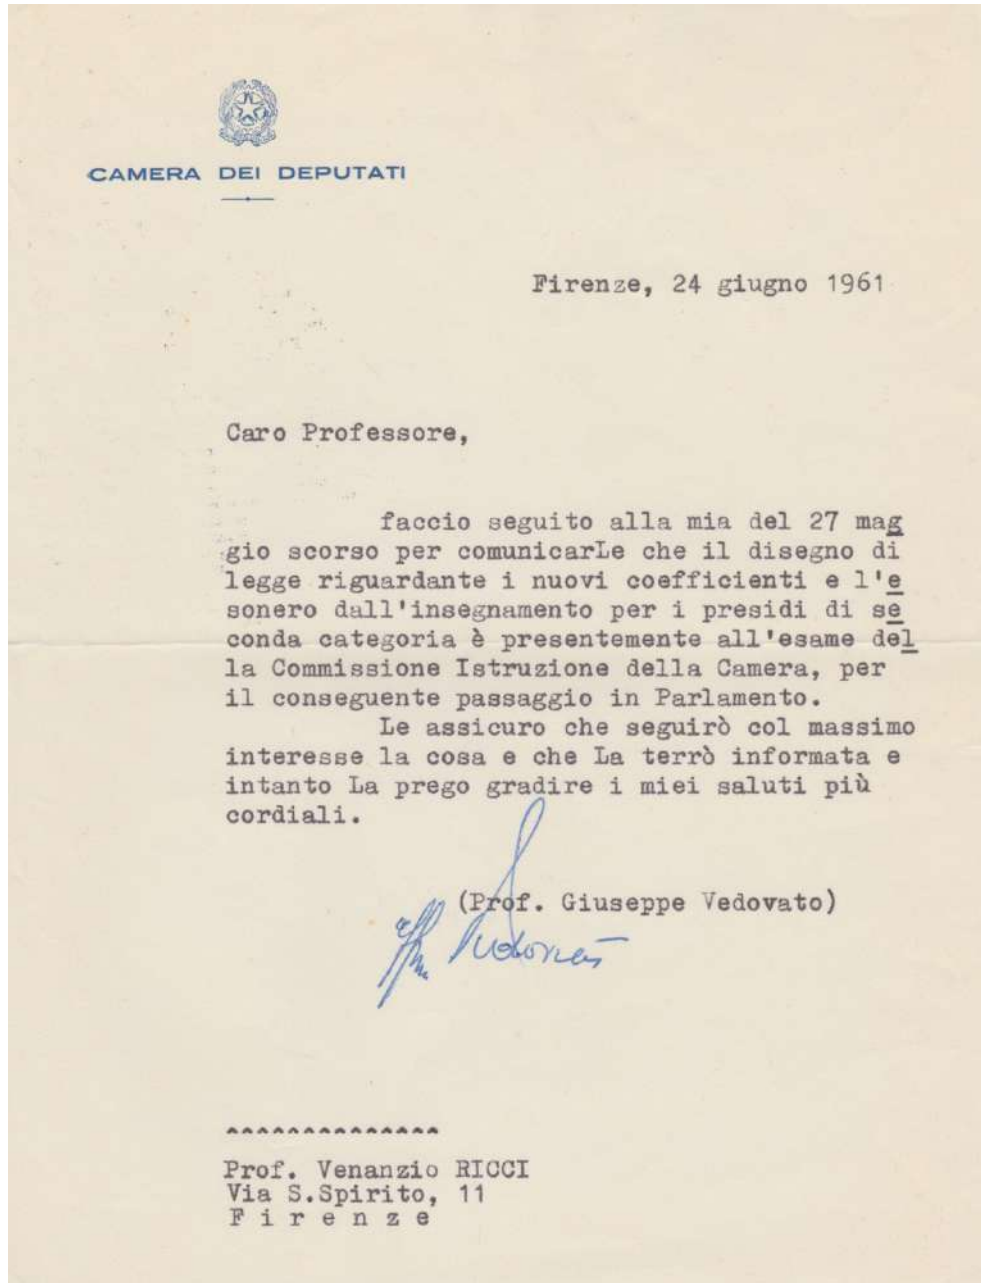 CAMERA DEI DEPUTATI
Firenze, 24 giugno 1961
Caro Professore,
faccio seguito alla mia del 27 mag
gio scorso per comunicarLe che il disegno di
legge riguardante i nuovi coefficienti e l'e
sonero dall'insegnamento per i presidi di se
conda categoria è presentemente all'esame del
la Commissione Istruzione della Camera, per
il conseguente passaggio in Parlamento.
Le assicuro che seguirò col massimo
interesse la cosa e che La terrò informata e
intanto La prego gradire i miei saluti più
cordiali.
(Prof. Giuseppe Vedovato)
Vedovato
^^^^^^^^^^^^^^
Prof. Venanzio RICCI
Via S.Spirito, 11
F i r e n z e